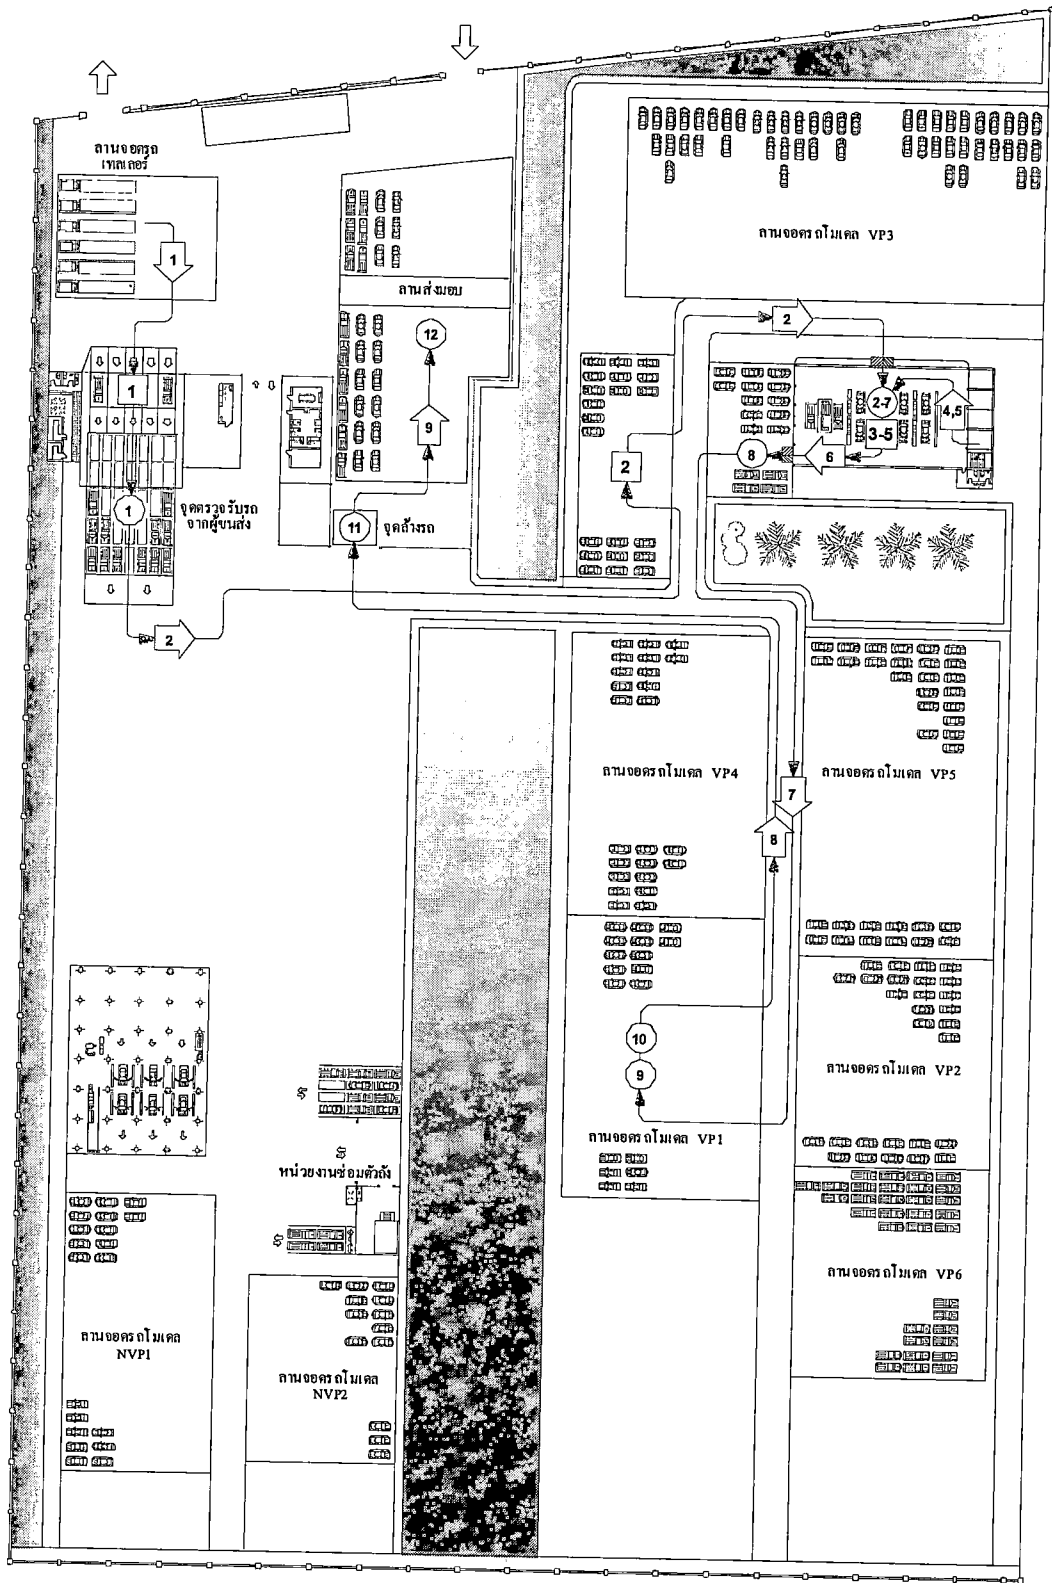 ลานจอดรถ
เทลเลอร์
1
1
1
จุดตรวจรับรถ
จากผู้ขนส่ง
2
ลานส่งมอบ
12
9
11
จุดล้างรถ
ลานจอดรถโมเดล VP3
2
2
2-7
3-5
4,5
6
8
ลานจอดรถโมเดล VP4
ลานจอดรถโมเดล VP5
7
8
10
9
ลานจอดรถโมเดล VP1
ลานจอดรถโมเดล VP2
หน่วยงานซ่อมตัวถัง
ลานจอดรถโมเดล VP6
ลานจอดรถโมเดล
NVP1
ลานจอดรถโมเดล
NVP2